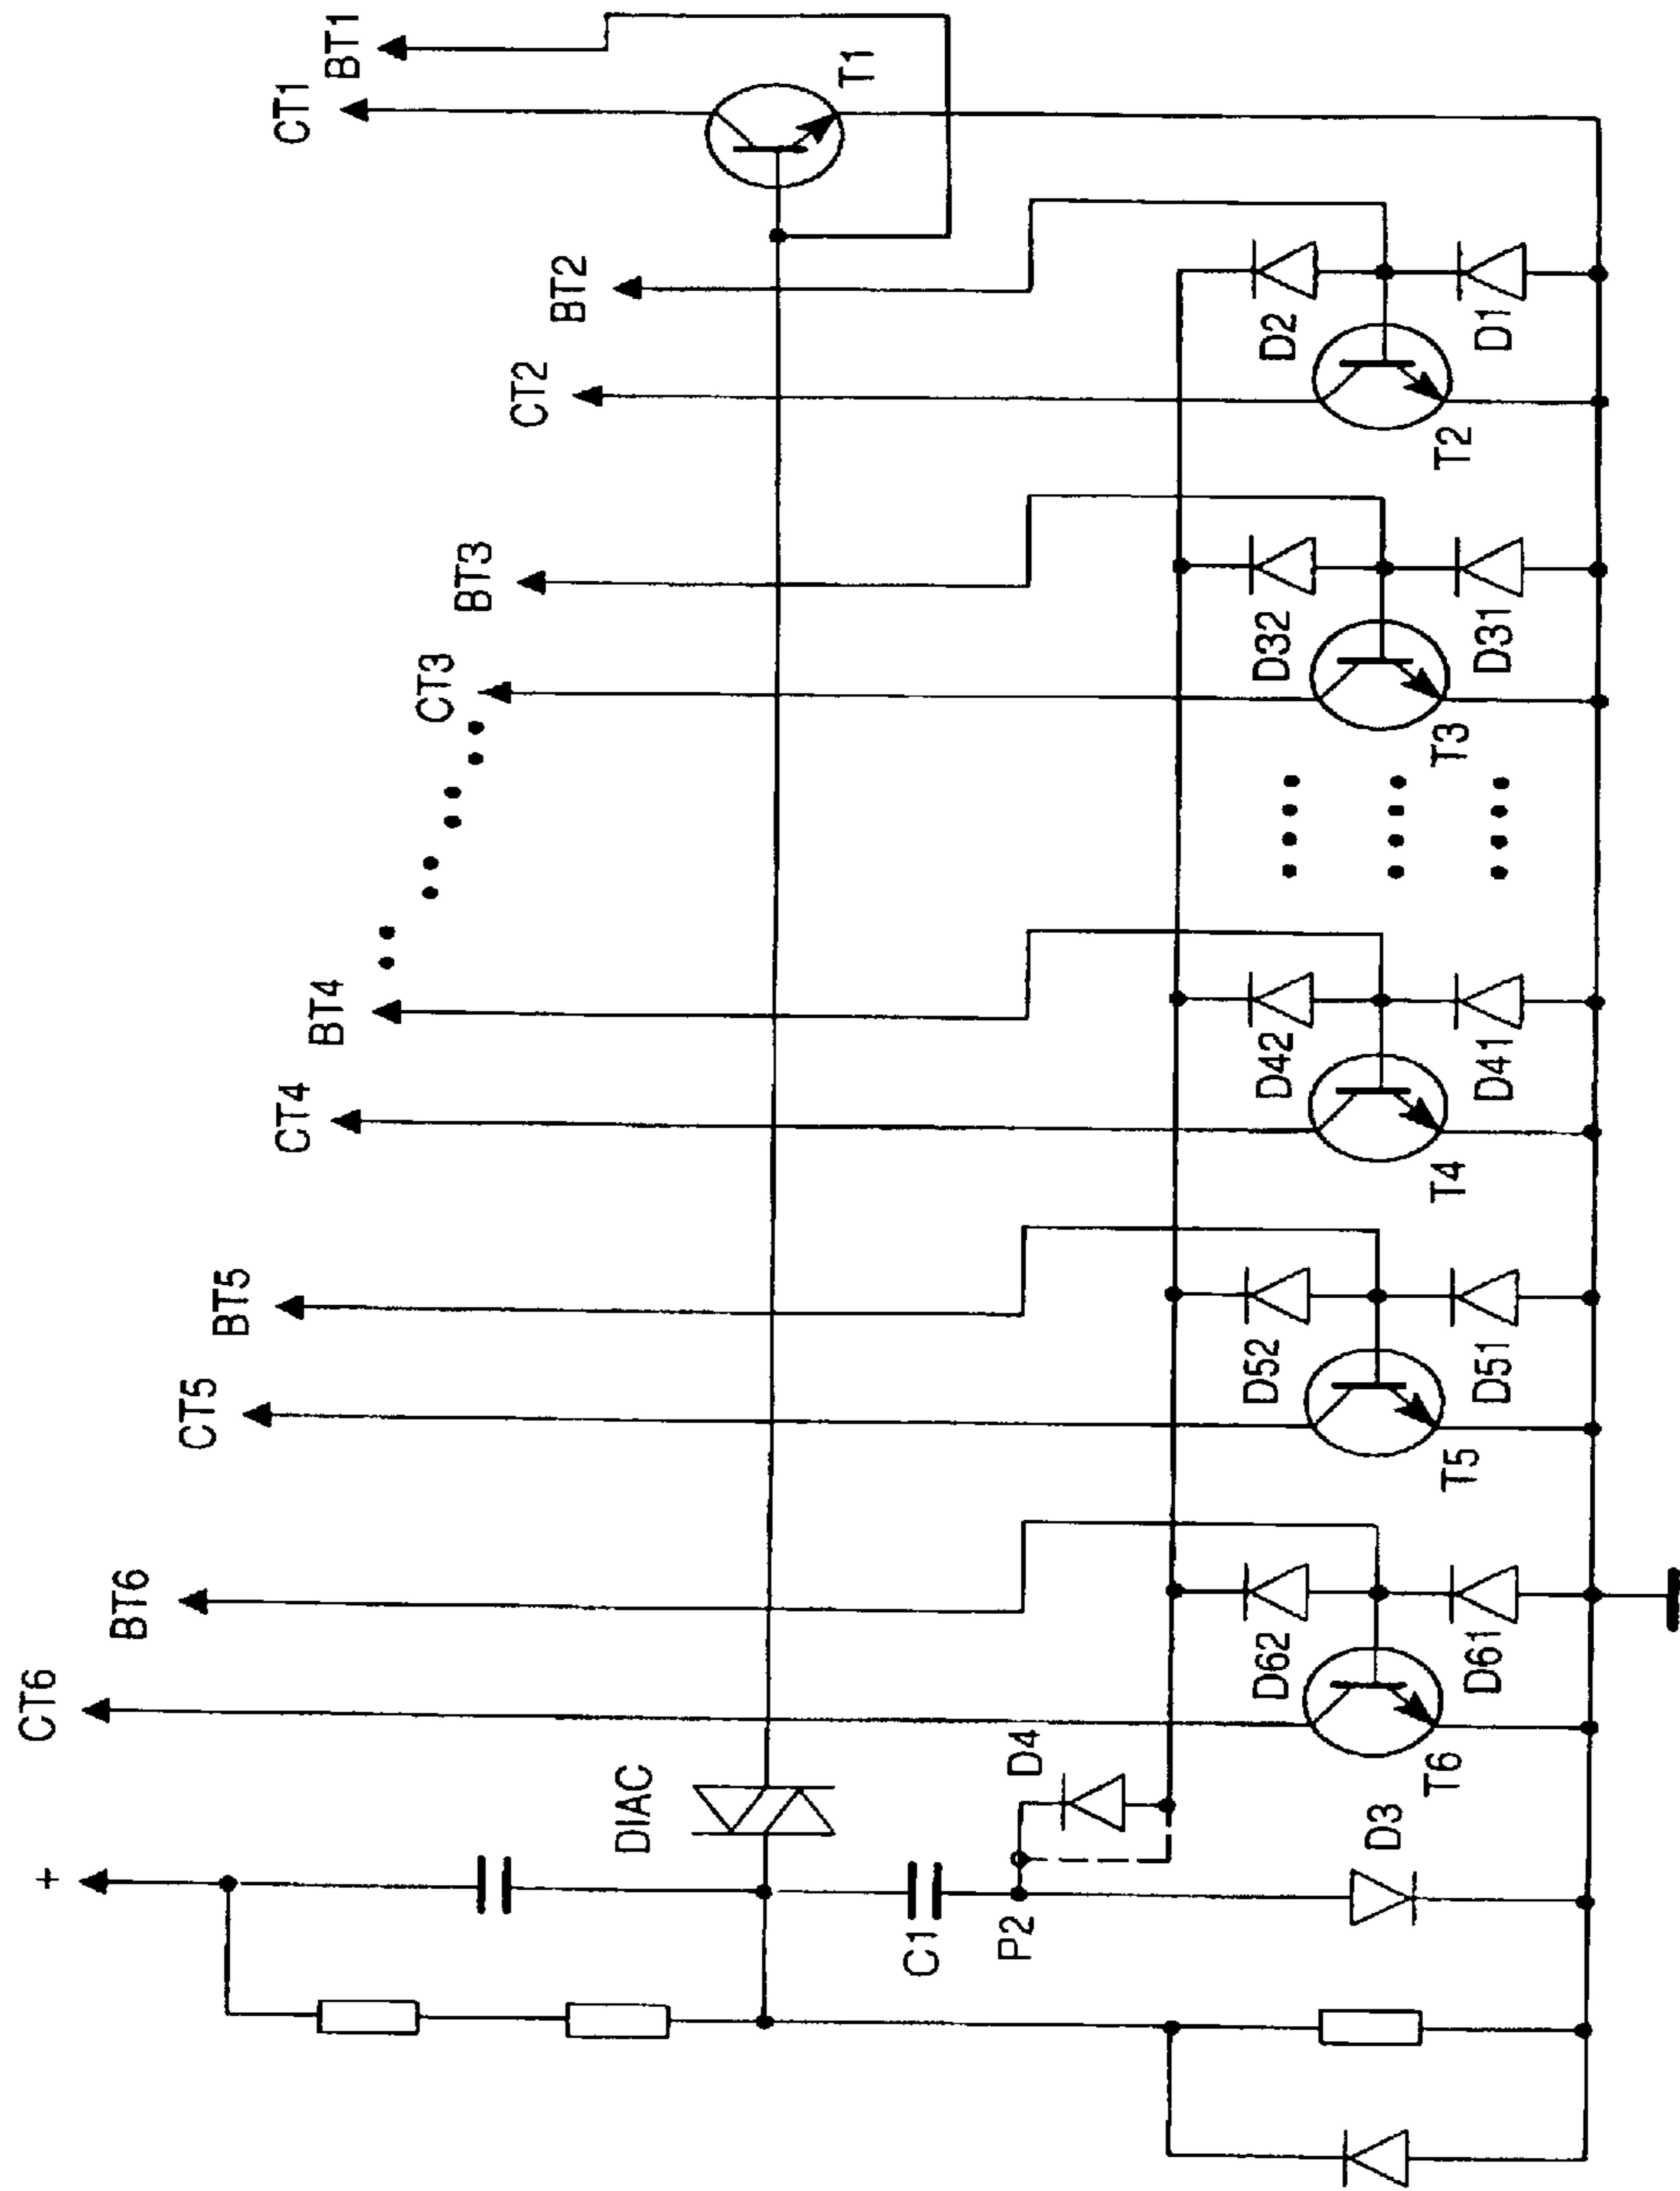 CT6
BT6
CT5
BT5
CT4
BT4
CT3
BT3
CT2
BT2
CT1
BT1
+
DIAC
T1
C1
P2
D4
D3
D62
D61
T6
D52
D51
T5
D42
D41
T4
D32
D31
T3
D2
D1
T2